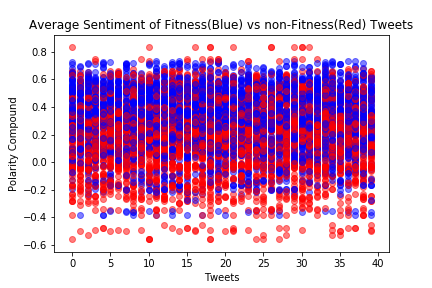 Average Sentiment of Fitness(Blue) vs non-Fitness(Red) Tweets
Polarity Compound
0.8
0.6
0.4
0.2
0.0
−0.2
−0.4
−0.6
0 5 10 15 20 25 30 35 40
Tweets